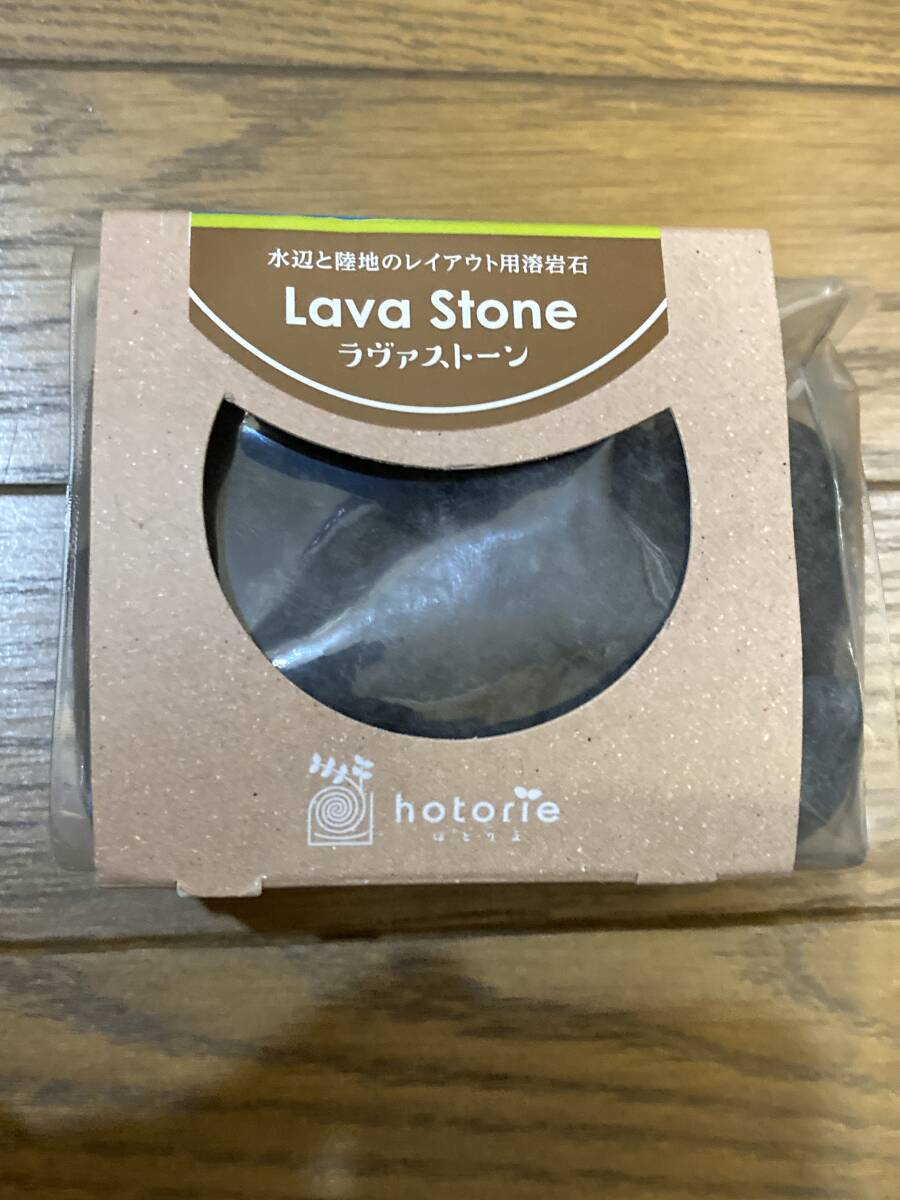 水辺と陸地のレイアウト用溶岩石
Lava Stone
ラヴァストーン
hotorie
ほとりえ